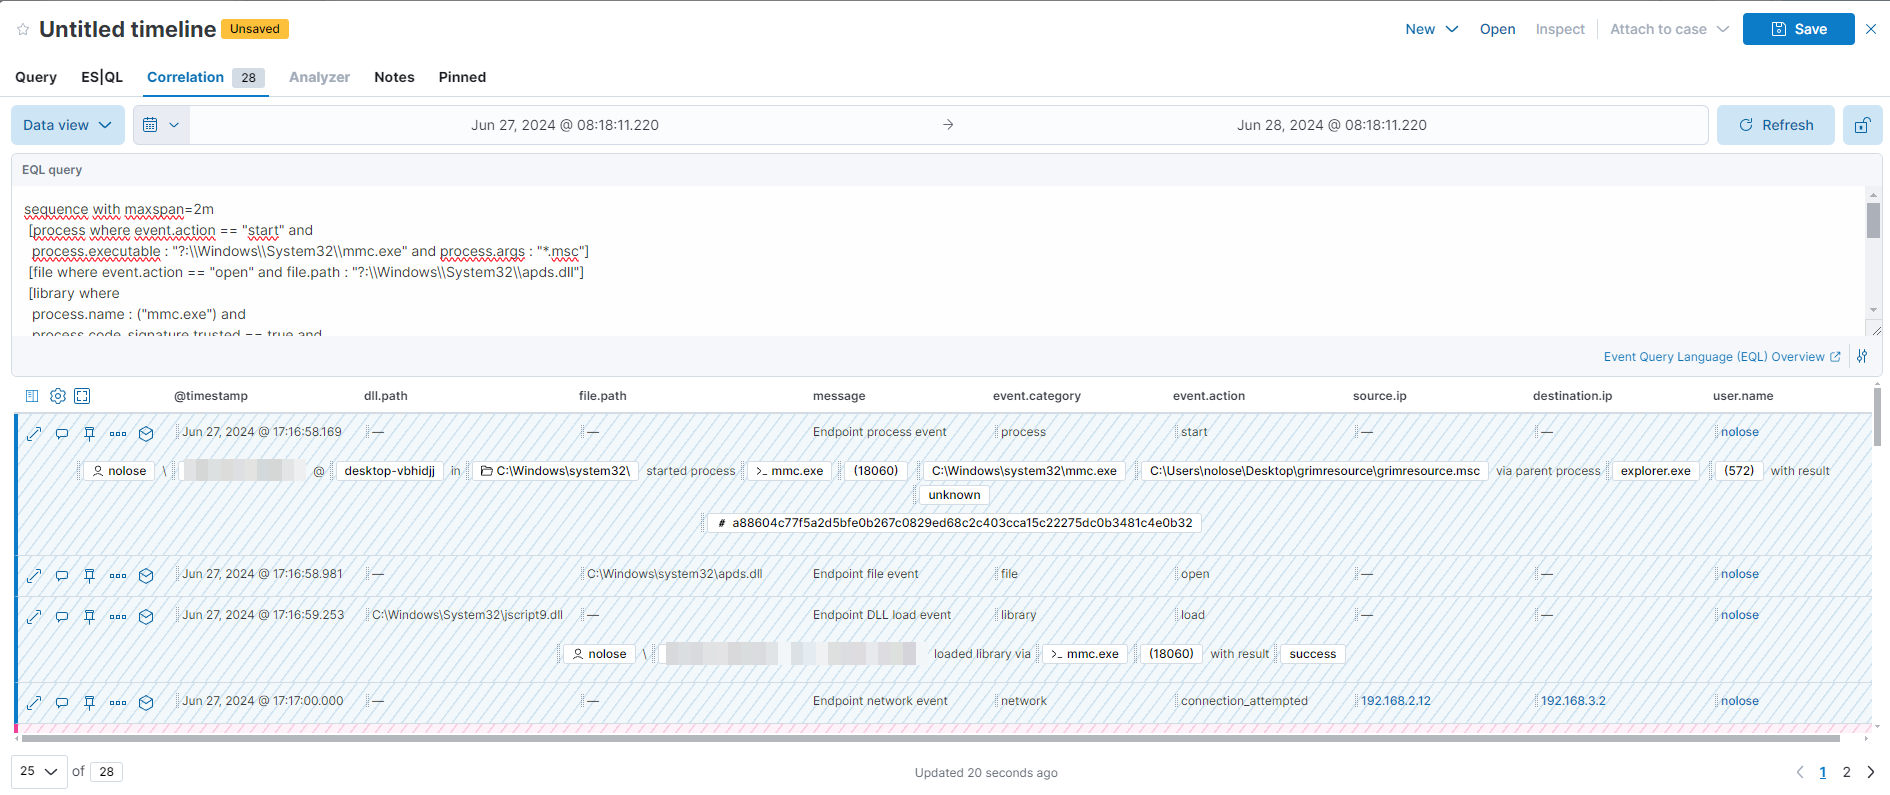 Untitled timeline Unsaved New Open Inspect Attach to case Save
Query ES|QL Correlation 28 Analyzer Notes Pinned
Data view Jun 27, 2024 @ 08:18:11.220 → Jun 28, 2024 @ 08:18:11.220 Refresh
EQL query
sequence with maxspan=2m
[process where event.action == "start" and
process.executable : "?:\\Windows\\System32\\mmc.exe" and process.args : "*.msc"]
[file where event.action == "open" and file.path : "?:\\Windows\\System32\\apds.dll"]
[library where
process.name : ("mmc.exe") and
process.code_signature.trusted == true and
Event Query Language (EQL) Overview
@timestamp dll.path file.path message event.category event.action source.ip destination.ip user.name
Jun 27, 2024 @ 17:16:58.169 — — Endpoint process event process start — — nolose
nolose \ @ desktop-vbhidjj in C:\Windows\system32\ started process >_ mmc.exe (18060) C:\Windows\system32\mmc.exe C:\Users\nolose\Desktop\grimresource\grimresource.msc via parent process explorer.exe (572) with result
unknown
# a88604c77f5a2d5bfe0b267c0829ed68c2c403cca15c22275dc0b3481c4e0b32
Jun 27, 2024 @ 17:16:58.981 — C:\Windows\system32\apds.dll Endpoint file event file open — — nolose
Jun 27, 2024 @ 17:16:59.253 C:\Windows\System32\jscript9.dll — Endpoint DLL load event library load — — nolose
nolose \ loaded library via >_ mmc.exe (18060) with result success
Jun 27, 2024 @ 17:17:00.000 — — Endpoint network event network connection_attempted 192.168.2.12 192.168.3.2 nolose
25 of 28 Updated 20 seconds ago 1 2